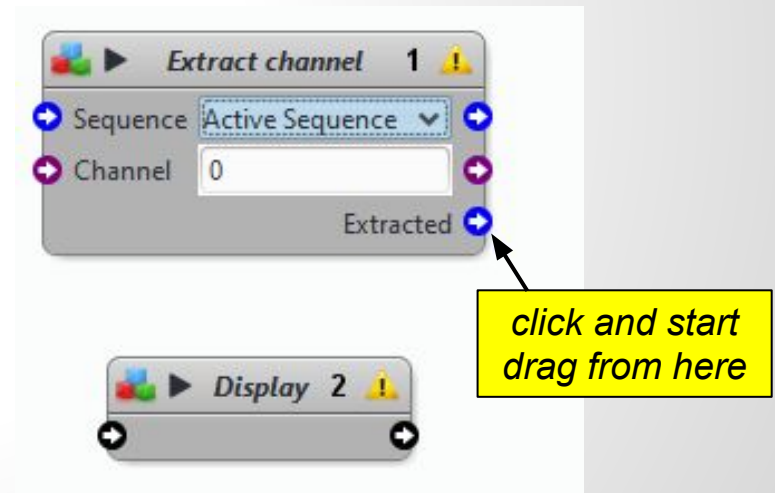 Extract channel 1
Sequence Active Sequence
Channel 0
Extracted
click and start
drag from here
Display 2